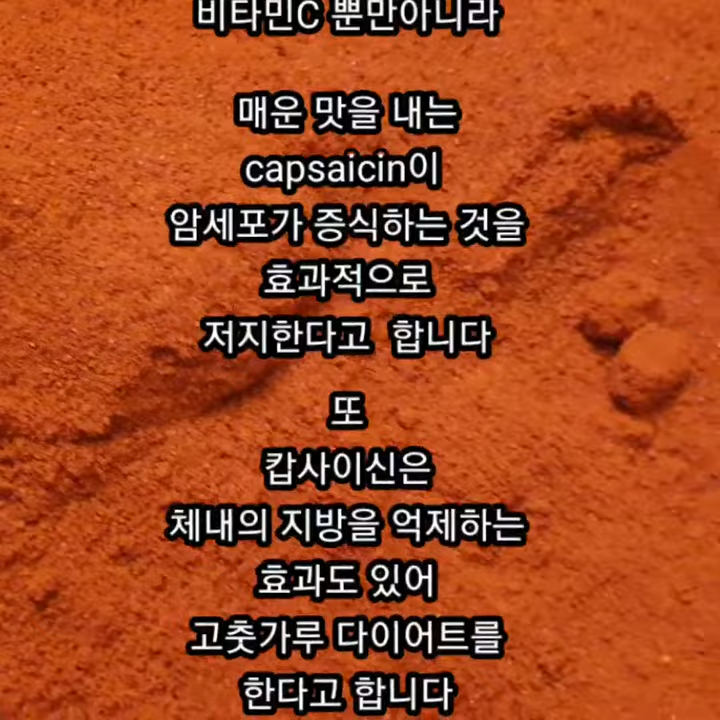 비타민C 뿐만아니라
매운 맛을 내는
capsaicin이
암세포가 증식하는 것을
효과적으로
저지한다고 합니다
또
캅사이신은
체내의 지방을 억제하는
효과도 있어
고춧가루 다이어트를
한다고 합니다